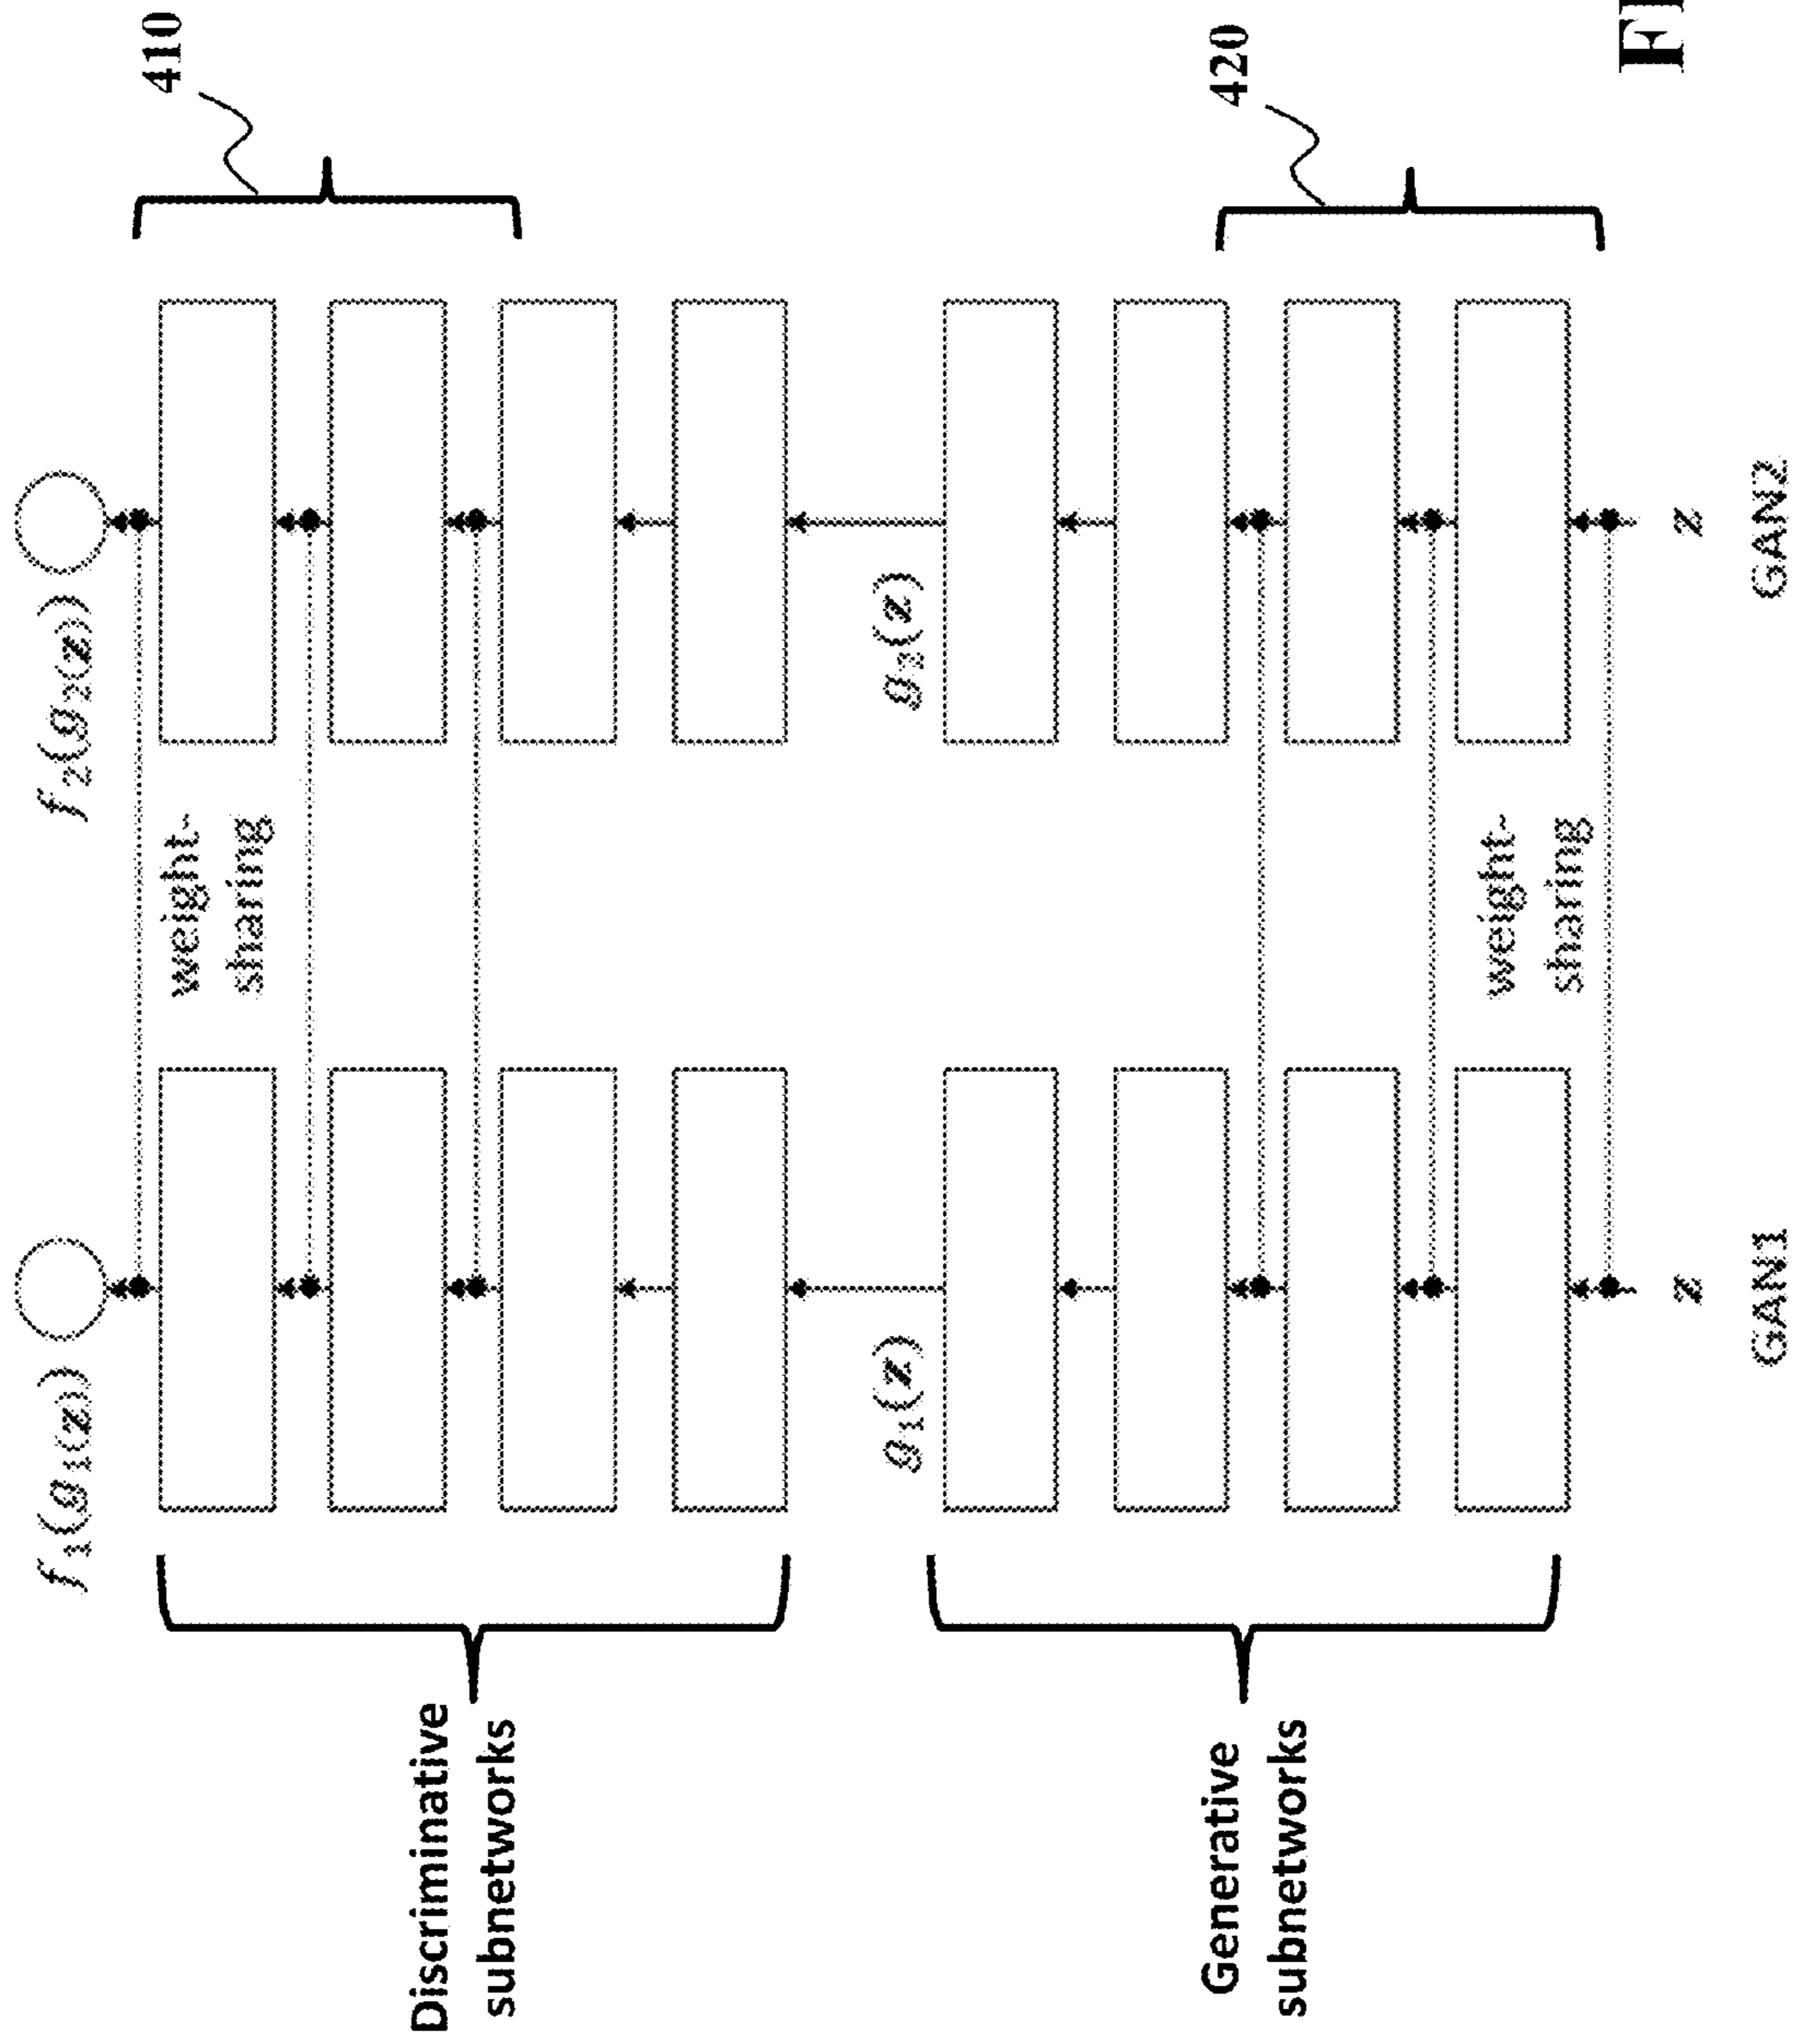 f₁(g₁(z))
f₂(g₂(z))
410
weight-
sharing
Discriminative
subnetworks
g₁(z)
g₂(z)
420
Generative
subnetworks
weight-
sharing
z
z
GAN1
GAN2